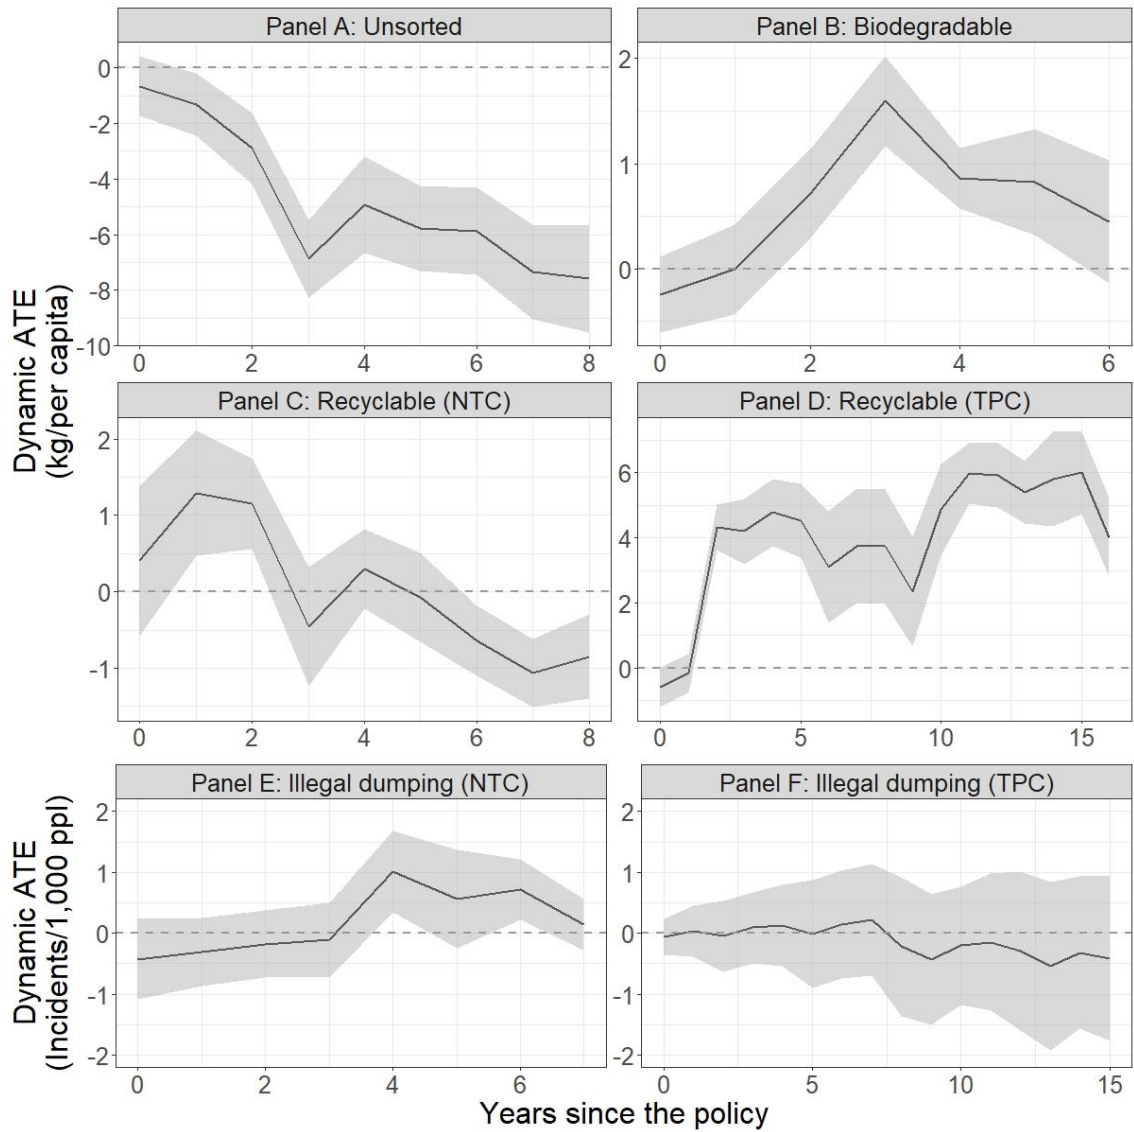 Panel A: Unsorted
Panel B: Biodegradable
0
-2
-4
-6
-8
-10
0 2 4 6 8
2
1
0
0 2 4 6
Dynamic ATE
(kg/per capita)
Panel C: Recyclable (NTC)
Panel D: Recyclable (TPC)
2
1
0
-1
0 2 4 6 8
6
4
2
0
0 5 10 15
Panel E: Illegal dumping (NTC)
Panel F: Illegal dumping (TPC)
Dynamic ATE
(Incidents/1,000 ppl)
2
1
0
-1
-2
0 2 4 6
2
1
0
-1
-2
0 5 10 15
Years since the policy